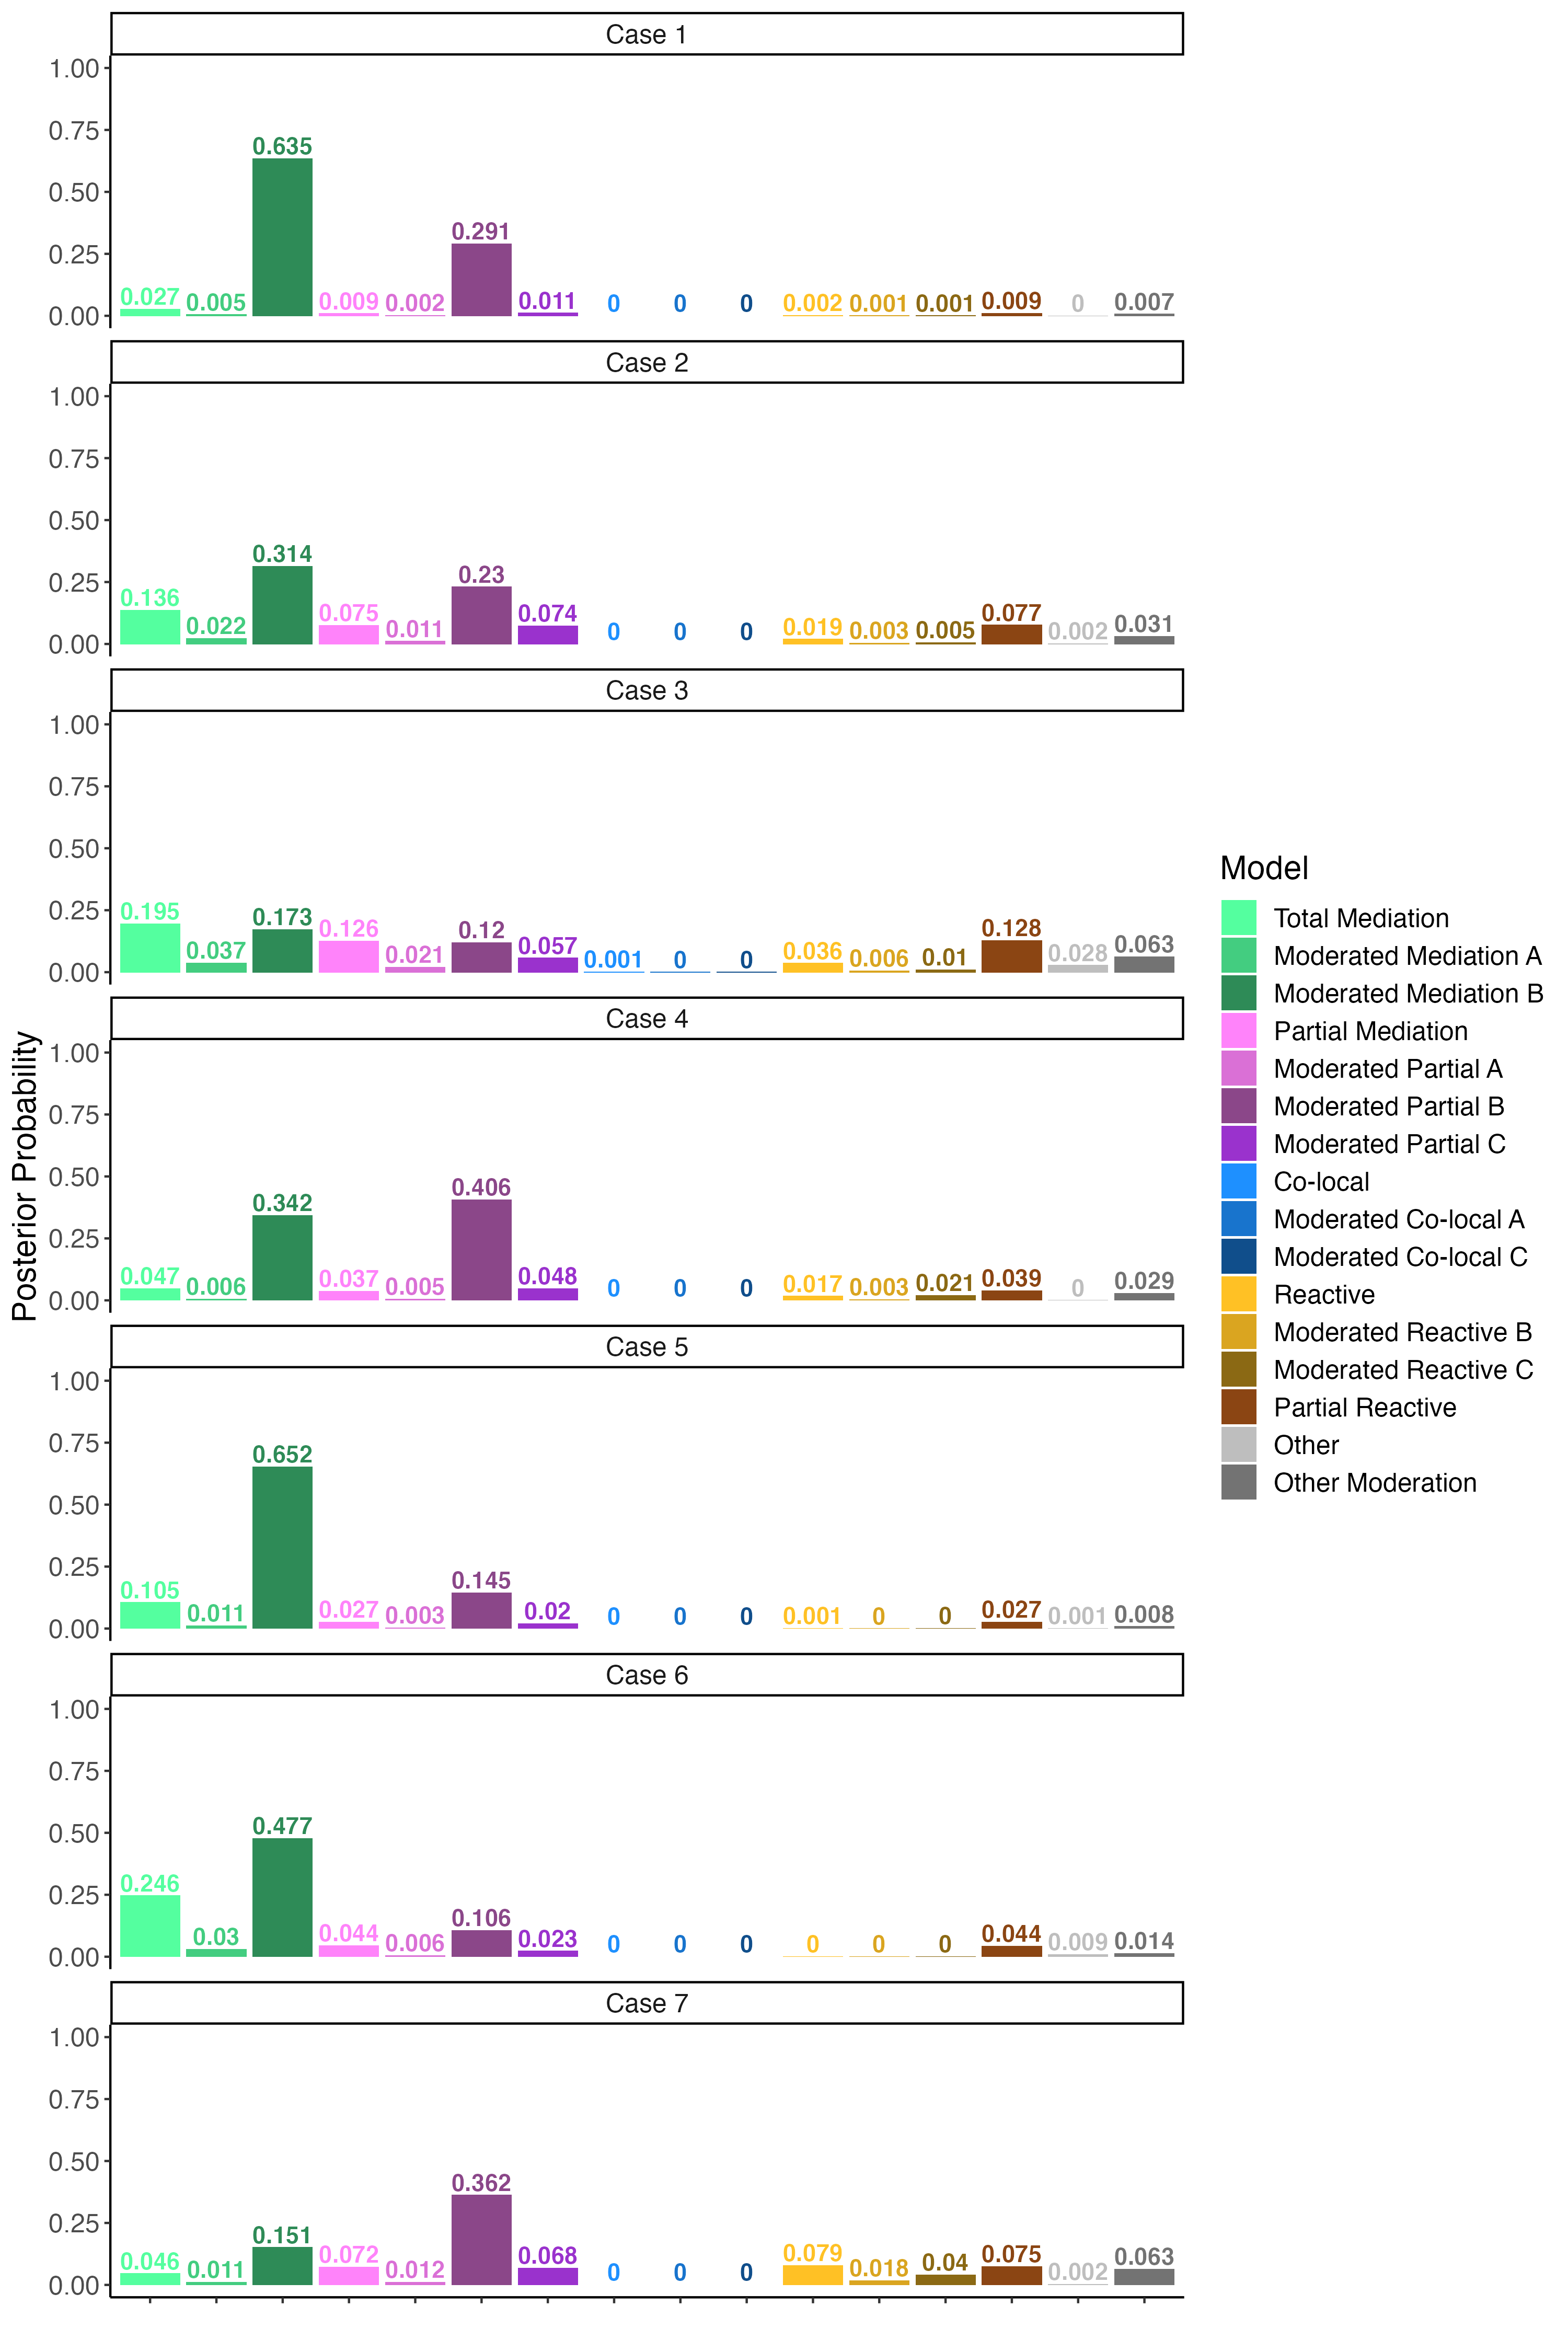 Case 1
1.00
0.75
0.50
0.25
0.00
0.027 0.005 0.635 0.009 0.002 0.291 0.011 0 0 0 0.002 0.001 0.001 0.009 0 0.007
Case 2
1.00
0.75
0.50
0.25
0.00
0.136 0.022 0.314 0.075 0.011 0.23 0.074 0 0 0 0.019 0.003 0.005 0.077 0.002 0.031
Case 3
1.00
0.75
0.50
0.25
0.00
0.195 0.037 0.173 0.126 0.021 0.12 0.057 0.001 0 0 0.036 0.006 0.01 0.128 0.028 0.063
Case 4
1.00
0.75
0.50
0.25
0.00
0.047 0.006 0.342 0.037 0.005 0.406 0.048 0 0 0 0.017 0.003 0.021 0.039 0 0.029
Case 5
1.00
0.75
0.50
0.25
0.00
0.105 0.011 0.652 0.027 0.003 0.145 0.02 0 0 0 0.001 0 0 0.027 0.001 0.008
Case 6
1.00
0.75
0.50
0.25
0.00
0.246 0.03 0.477 0.044 0.006 0.106 0.023 0 0 0 0 0 0 0.044 0.009 0.014
Case 7
1.00
0.75
0.50
0.25
0.00
0.046 0.011 0.151 0.072 0.012 0.362 0.068 0 0 0 0.079 0.018 0.04 0.075 0.002 0.063
Posterior Probability
Model
Total Mediation
Moderated Mediation A
Moderated Mediation B
Partial Mediation
Moderated Partial A
Moderated Partial B
Moderated Partial C
Co-local
Moderated Co-local A
Moderated Co-local C
Reactive
Moderated Reactive B
Moderated Reactive C
Partial Reactive
Other
Other Moderation